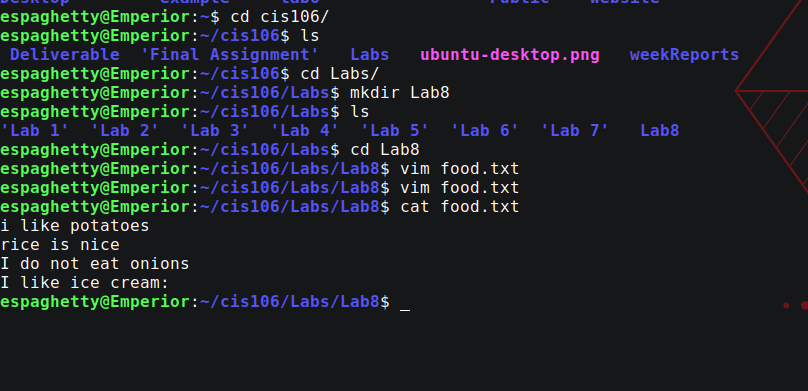 Desktop example lab6 Public website
espaghetty@Emperior:~$ cd cis106/
espaghetty@Emperior:~/cis106$ ls
Deliverable 'Final Assignment' Labs ubuntu-desktop.png weekReports
espaghetty@Emperior:~/cis106$ cd Labs/
espaghetty@Emperior:~/cis106/Labs$ mkdir Lab8
espaghetty@Emperior:~/cis106/Labs$ ls
'Lab 1' 'Lab 2' 'Lab 3' 'Lab 4' 'Lab 5' 'Lab 6' 'Lab 7' Lab8
espaghetty@Emperior:~/cis106/Labs$ cd Lab8
espaghetty@Emperior:~/cis106/Labs/Lab8$ vim food.txt
espaghetty@Emperior:~/cis106/Labs/Lab8$ vim food.txt
espaghetty@Emperior:~/cis106/Labs/Lab8$ cat food.txt
i like potatoes
rice is nice
I do not eat onions
I like ice cream:
espaghetty@Emperior:~/cis106/Labs/Lab8$ _